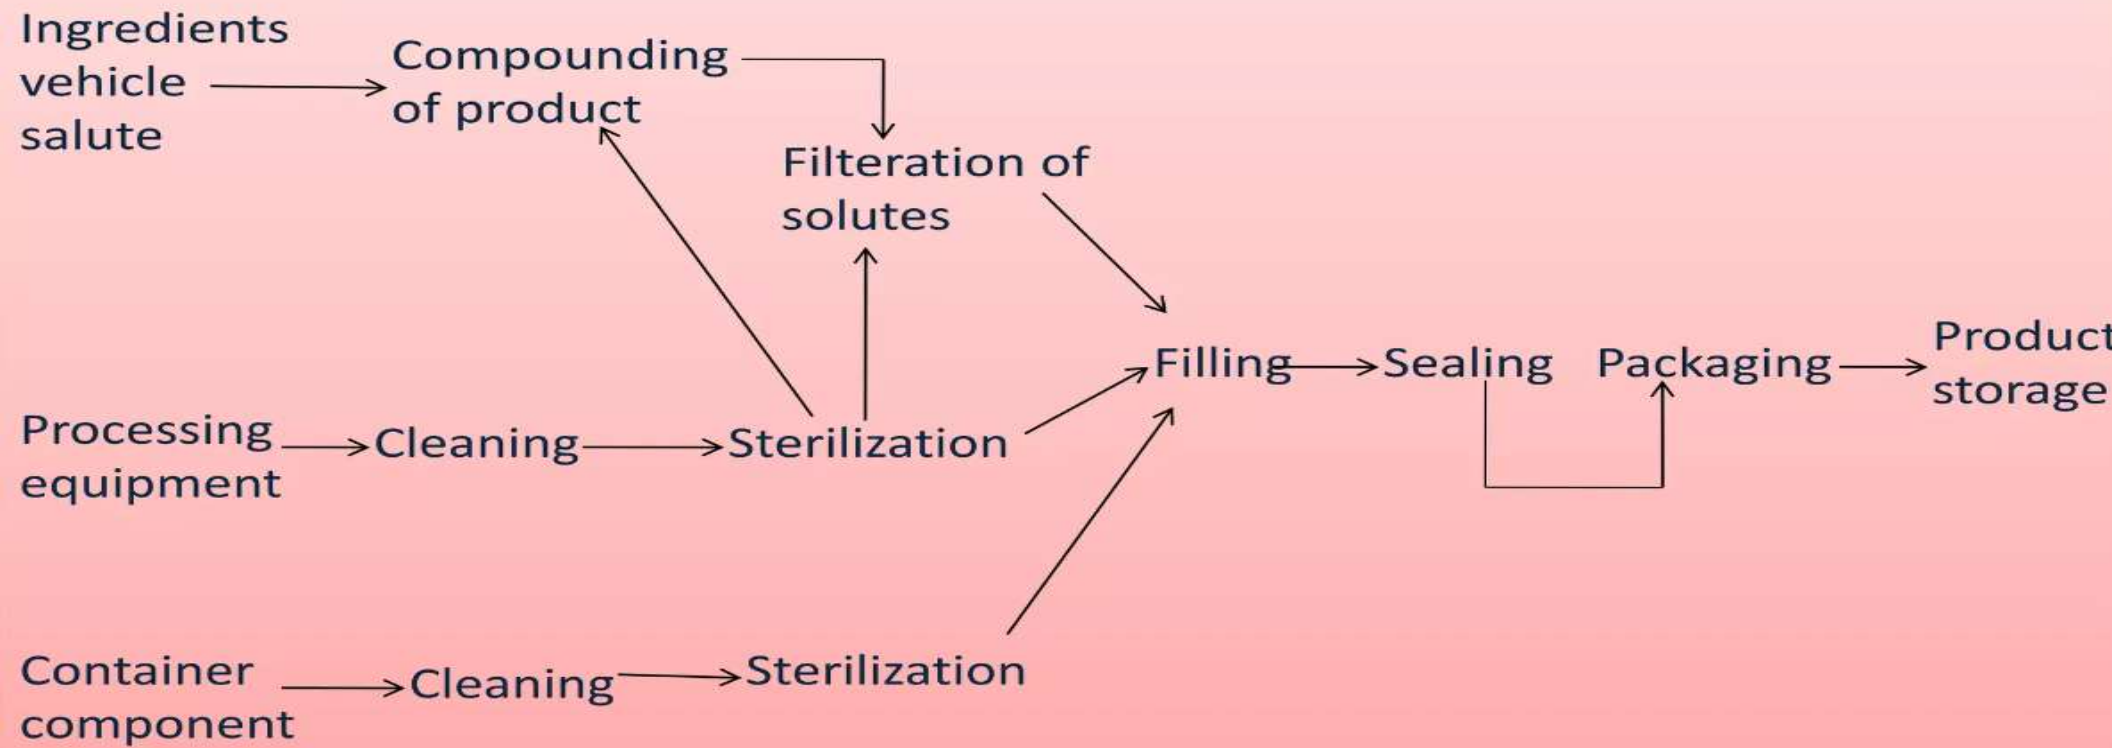 Ingredients
vehicle
salute
Compounding
of product
Filteration of
solutes
Filling
Sealing
Packaging
Product
storage
Processing
equipment
Cleaning
Sterilization
Container
component
Cleaning
Sterilization